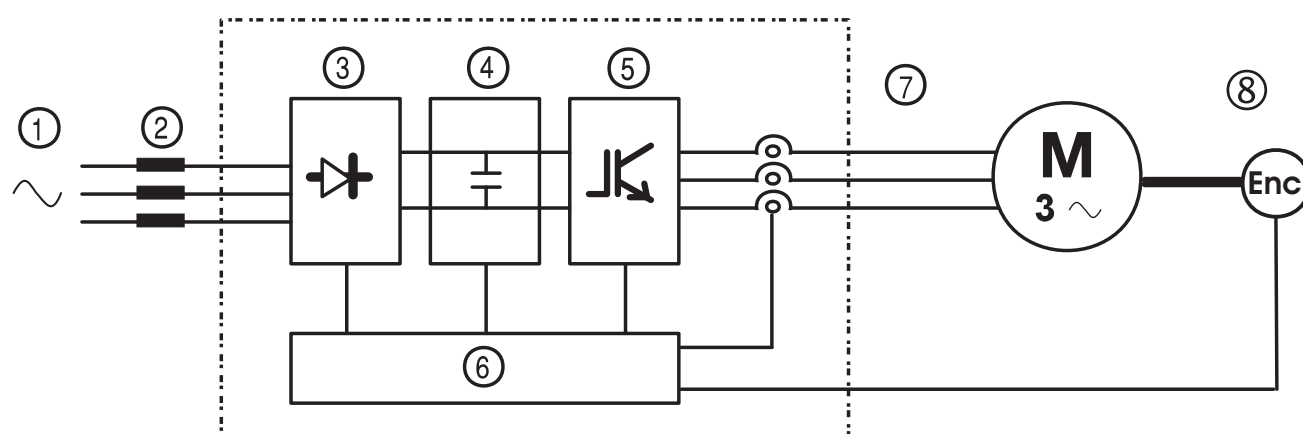 ① ② ③ ④ ⑤ ⑦ ⑧
M
3 ~
Enc
⑥